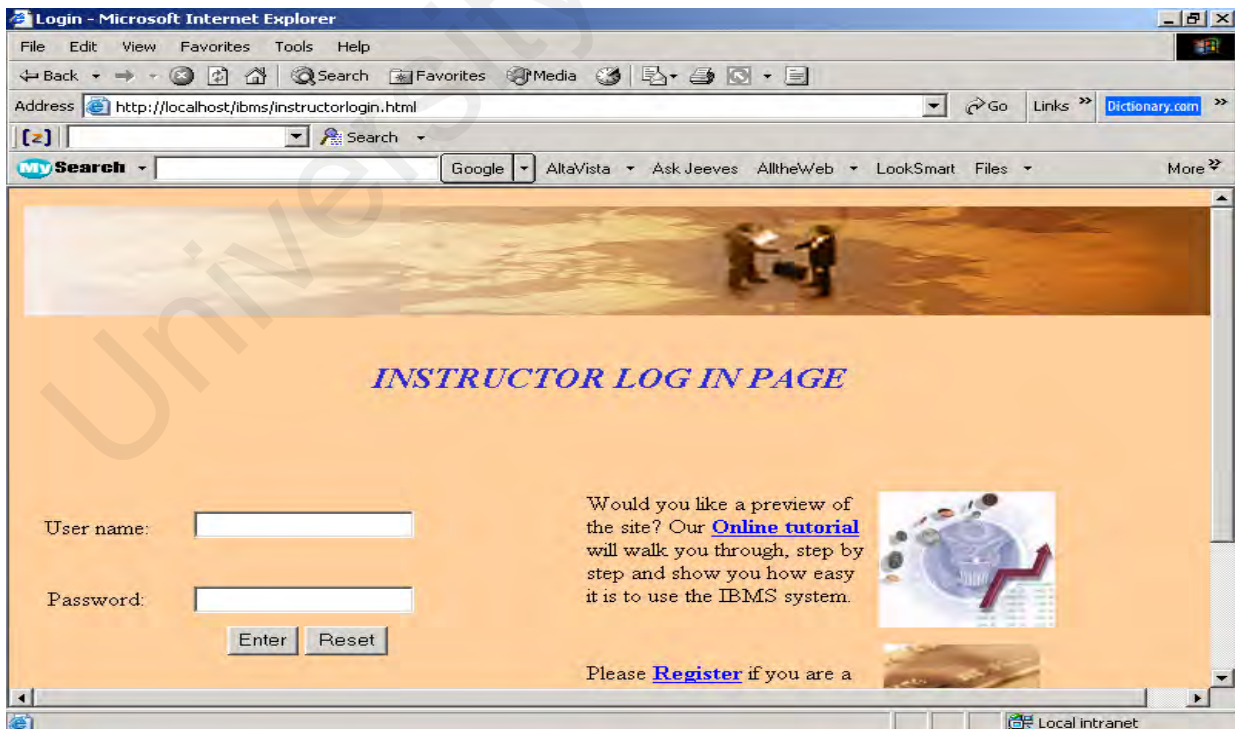 Login - Microsoft Internet Explorer
File Edit View Favorites Tools Help
Back Search Favorites Media
Address http://localhost/ibms/instructorlogin.html Go Links » Dictionary.com »
[z] Search
My Search Google AltaVista Ask Jeeves AlltheWeb LookSmart Files More »
University
INSTRUCTOR LOG IN PAGE
User name:
Password:
Enter Reset
Would you like a preview of
the site? Our Online tutorial
will walk you through, step by
step and show you how easy
it is to use the IBMS system.
Please Register if you are a
Local intranet